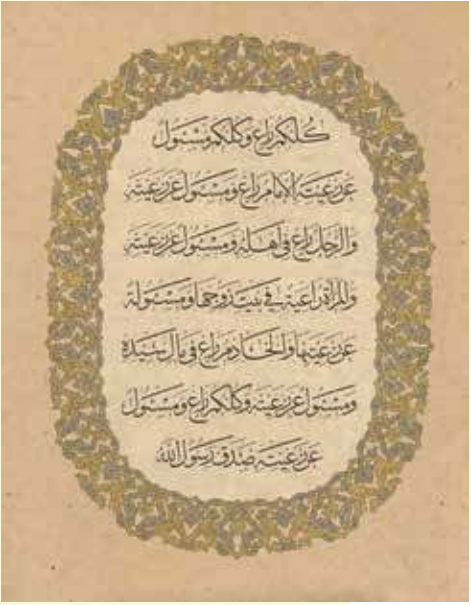 كلكم راع وكلكم مسئول
عن رعيته الإمام راع ومسئول عن رعيته
والرجل راع في أهله ومسئول عن رعيته
والمرأة راعية في بيت زوجها ومسئولة
عن رعيتها والخادم راع في مال سيده
ومسئول عن رعيته وكلكم راع ومسئول
عن رعيته صدق رسول الله